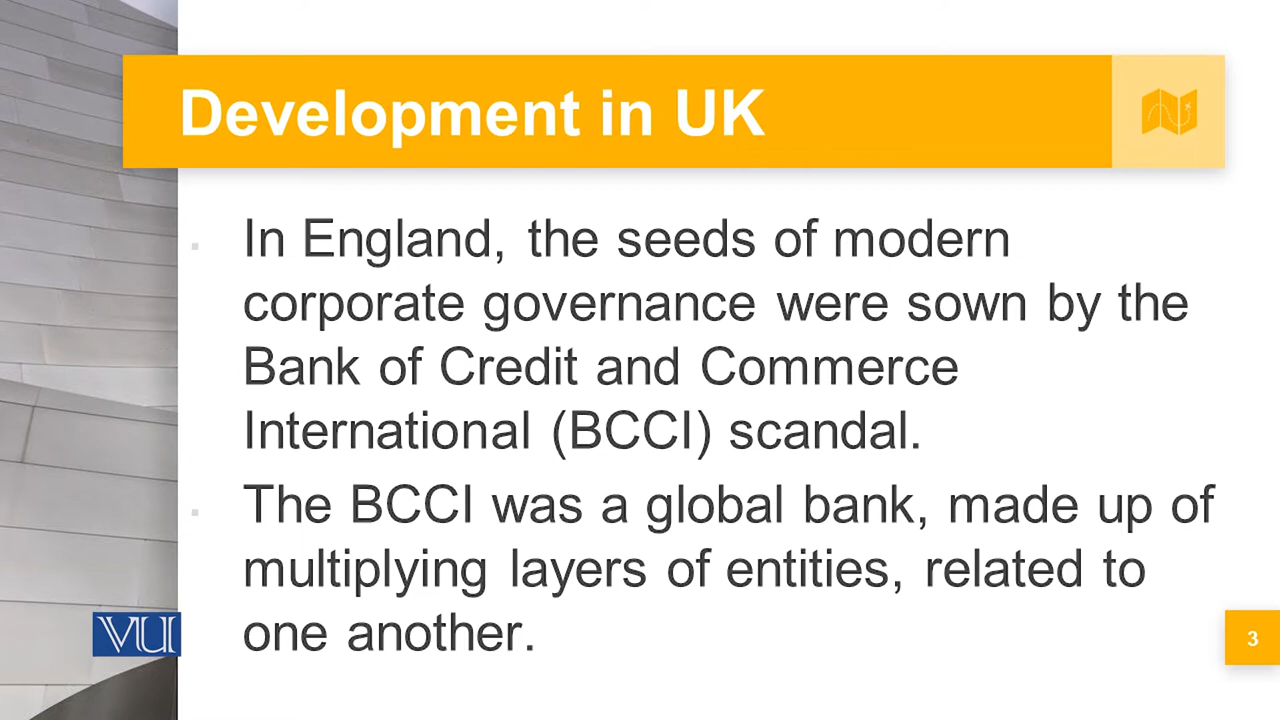 Development in UK
In England, the seeds of modern
corporate governance were sown by the
Bank of Credit and Commerce
International (BCCI) scandal.
The BCCI was a global bank, made up of
multiplying layers of entities, related to
one another.
VU
3